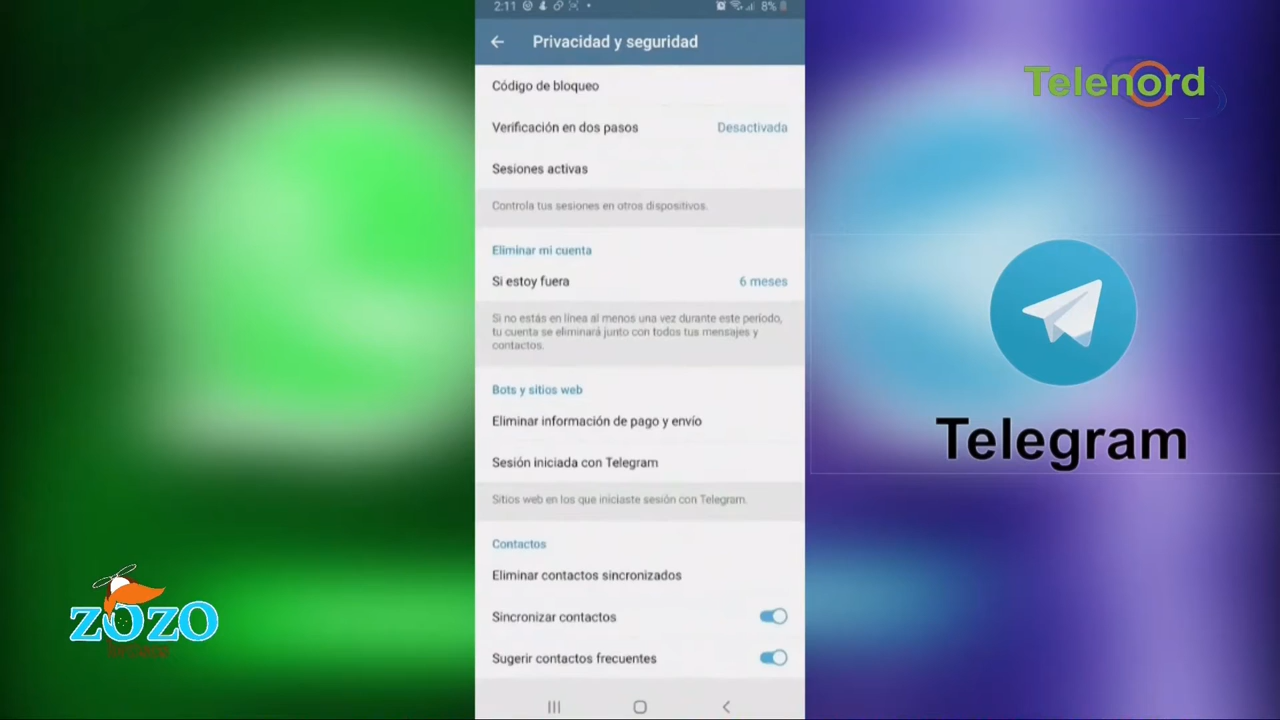 2:11
8%
Privacidad y seguridad
Telenord
Código de bloqueo
Verificación en dos pasos
Desactivada
Sesiones activas
Controla tus sesiones en otros dispositivos.
Eliminar mi cuenta
Si estoy fuera
6 meses
Si no estás en línea al menos una vez durante este período,
tu cuenta se eliminará junto con todos tus mensajes y
contactos.
Bots y sitios web
Eliminar información de pago y envío
Telegram
Sesión iniciada con Telegram
Sitios web en los que iniciaste sesión con Telegram.
Contactos
Eliminar contactos sincronizados
Sincronizar contactos
Sugerir contactos frecuentes
ZOZO